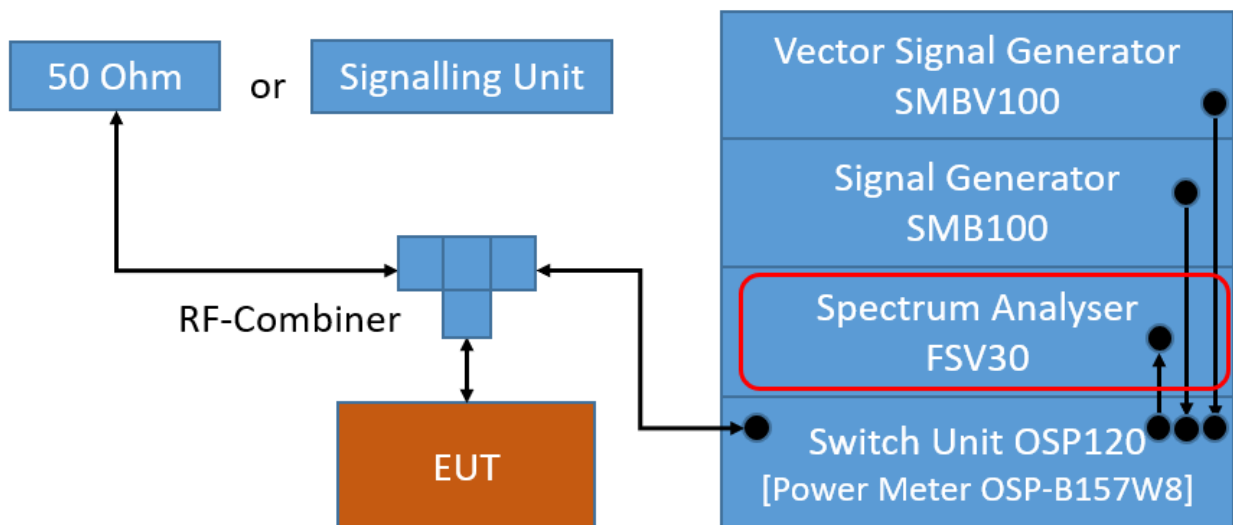 50 Ohm
or
Signalling Unit
RF-Combiner
EUT
Vector Signal Generator
SMBV100
Signal Generator
SMB100
Spectrum Analyser
FSV30
Switch Unit OSP120
[Power Meter OSP-B157W8]